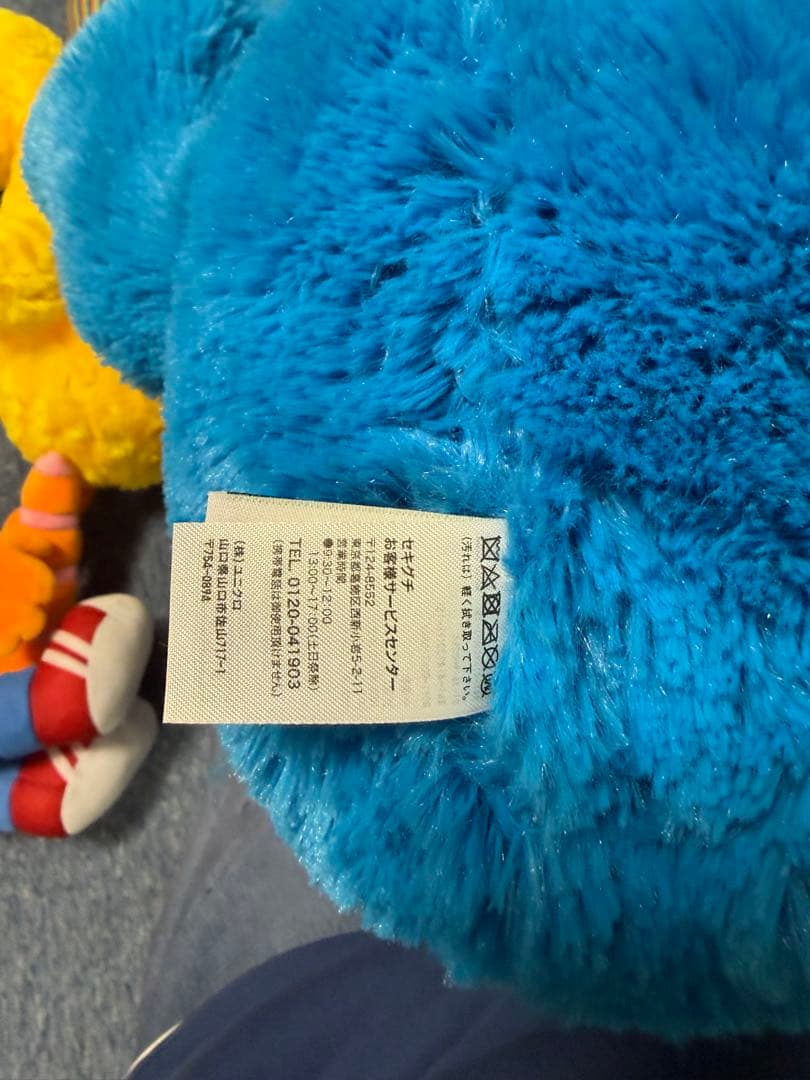 (汚れは)軽く拭き取って下さい。
セキグチ
お客様サービスセンター
〒124-8552
東京都葛飾区西新小岩5-2-11
営業時間
●9:30〜12:00
13:00〜17:00(土日祭除)
TEL. 0120-041903
(携帯電話は御使用頂けません)
(株)ユニクロ
山口県山口市佐山717-1
〒754-0894